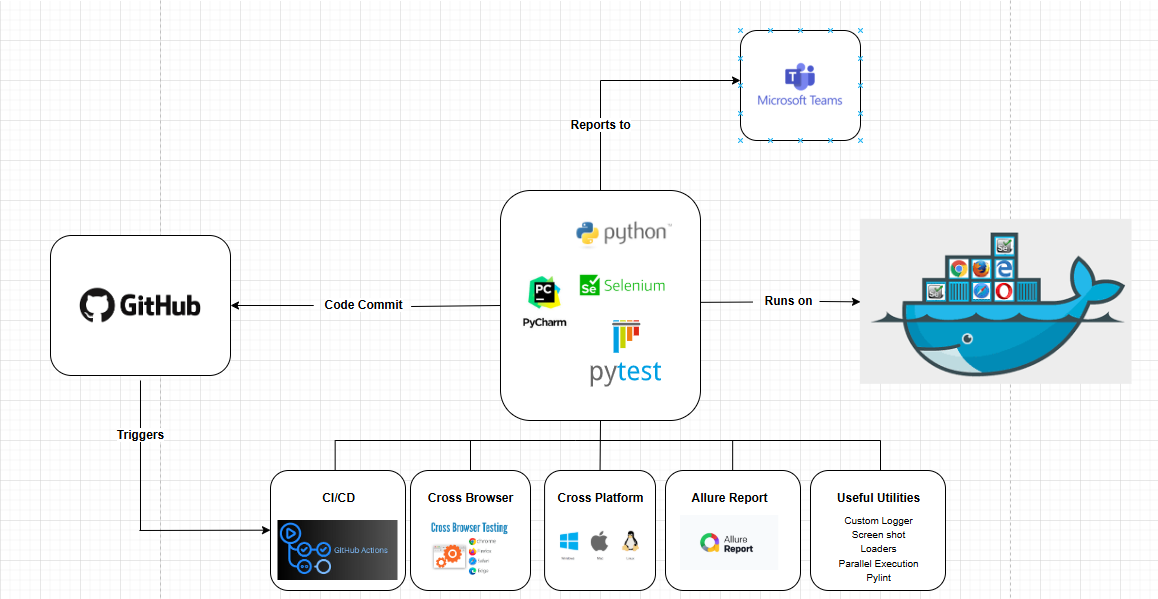 Microsoft Teams
Reports to
python
PC
Se Selenium
PyCharm
pytest
GitHub
Code Commit
Runs on
Triggers
CI/CD
GitHub Actions
Cross Browser
Cross Browser Testing
Chrome
Firefox
Safari
Edge
Cross Platform
Windows
Mac
Linux
Allure Report
Allure
Report
Useful Utilities
Custom Logger
Screen shot
Loaders
Parallel Execution
Pylint